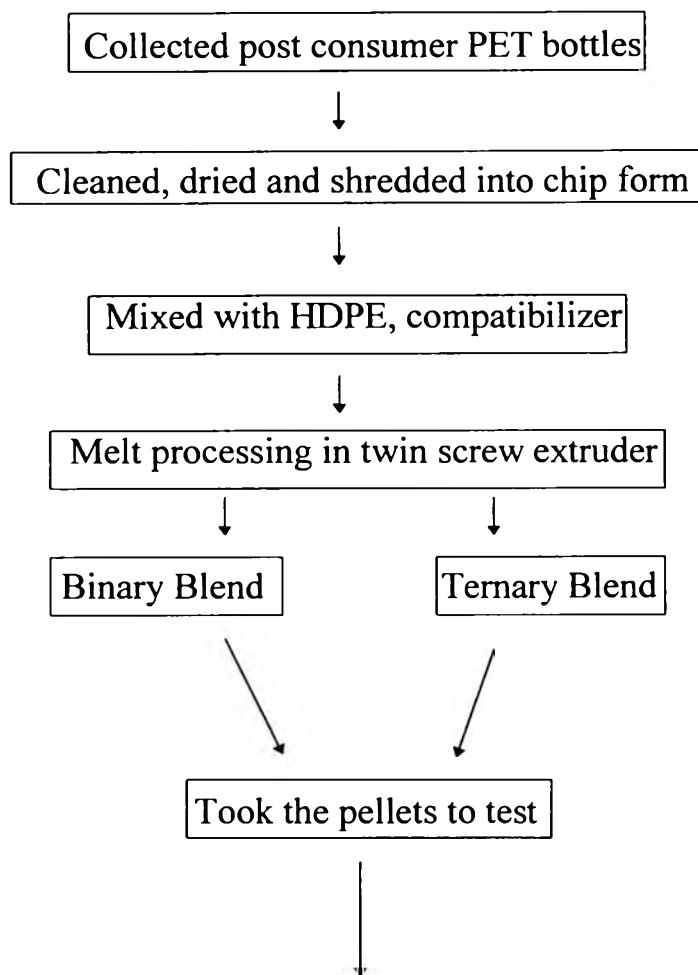 Collected post consumer PET bottles
Cleaned, dried and shredded into chip form
Mixed with HDPE, compatibilizer
Melt processing in twin screw extruder
Binary Blend
Ternary Blend
Took the pellets to test